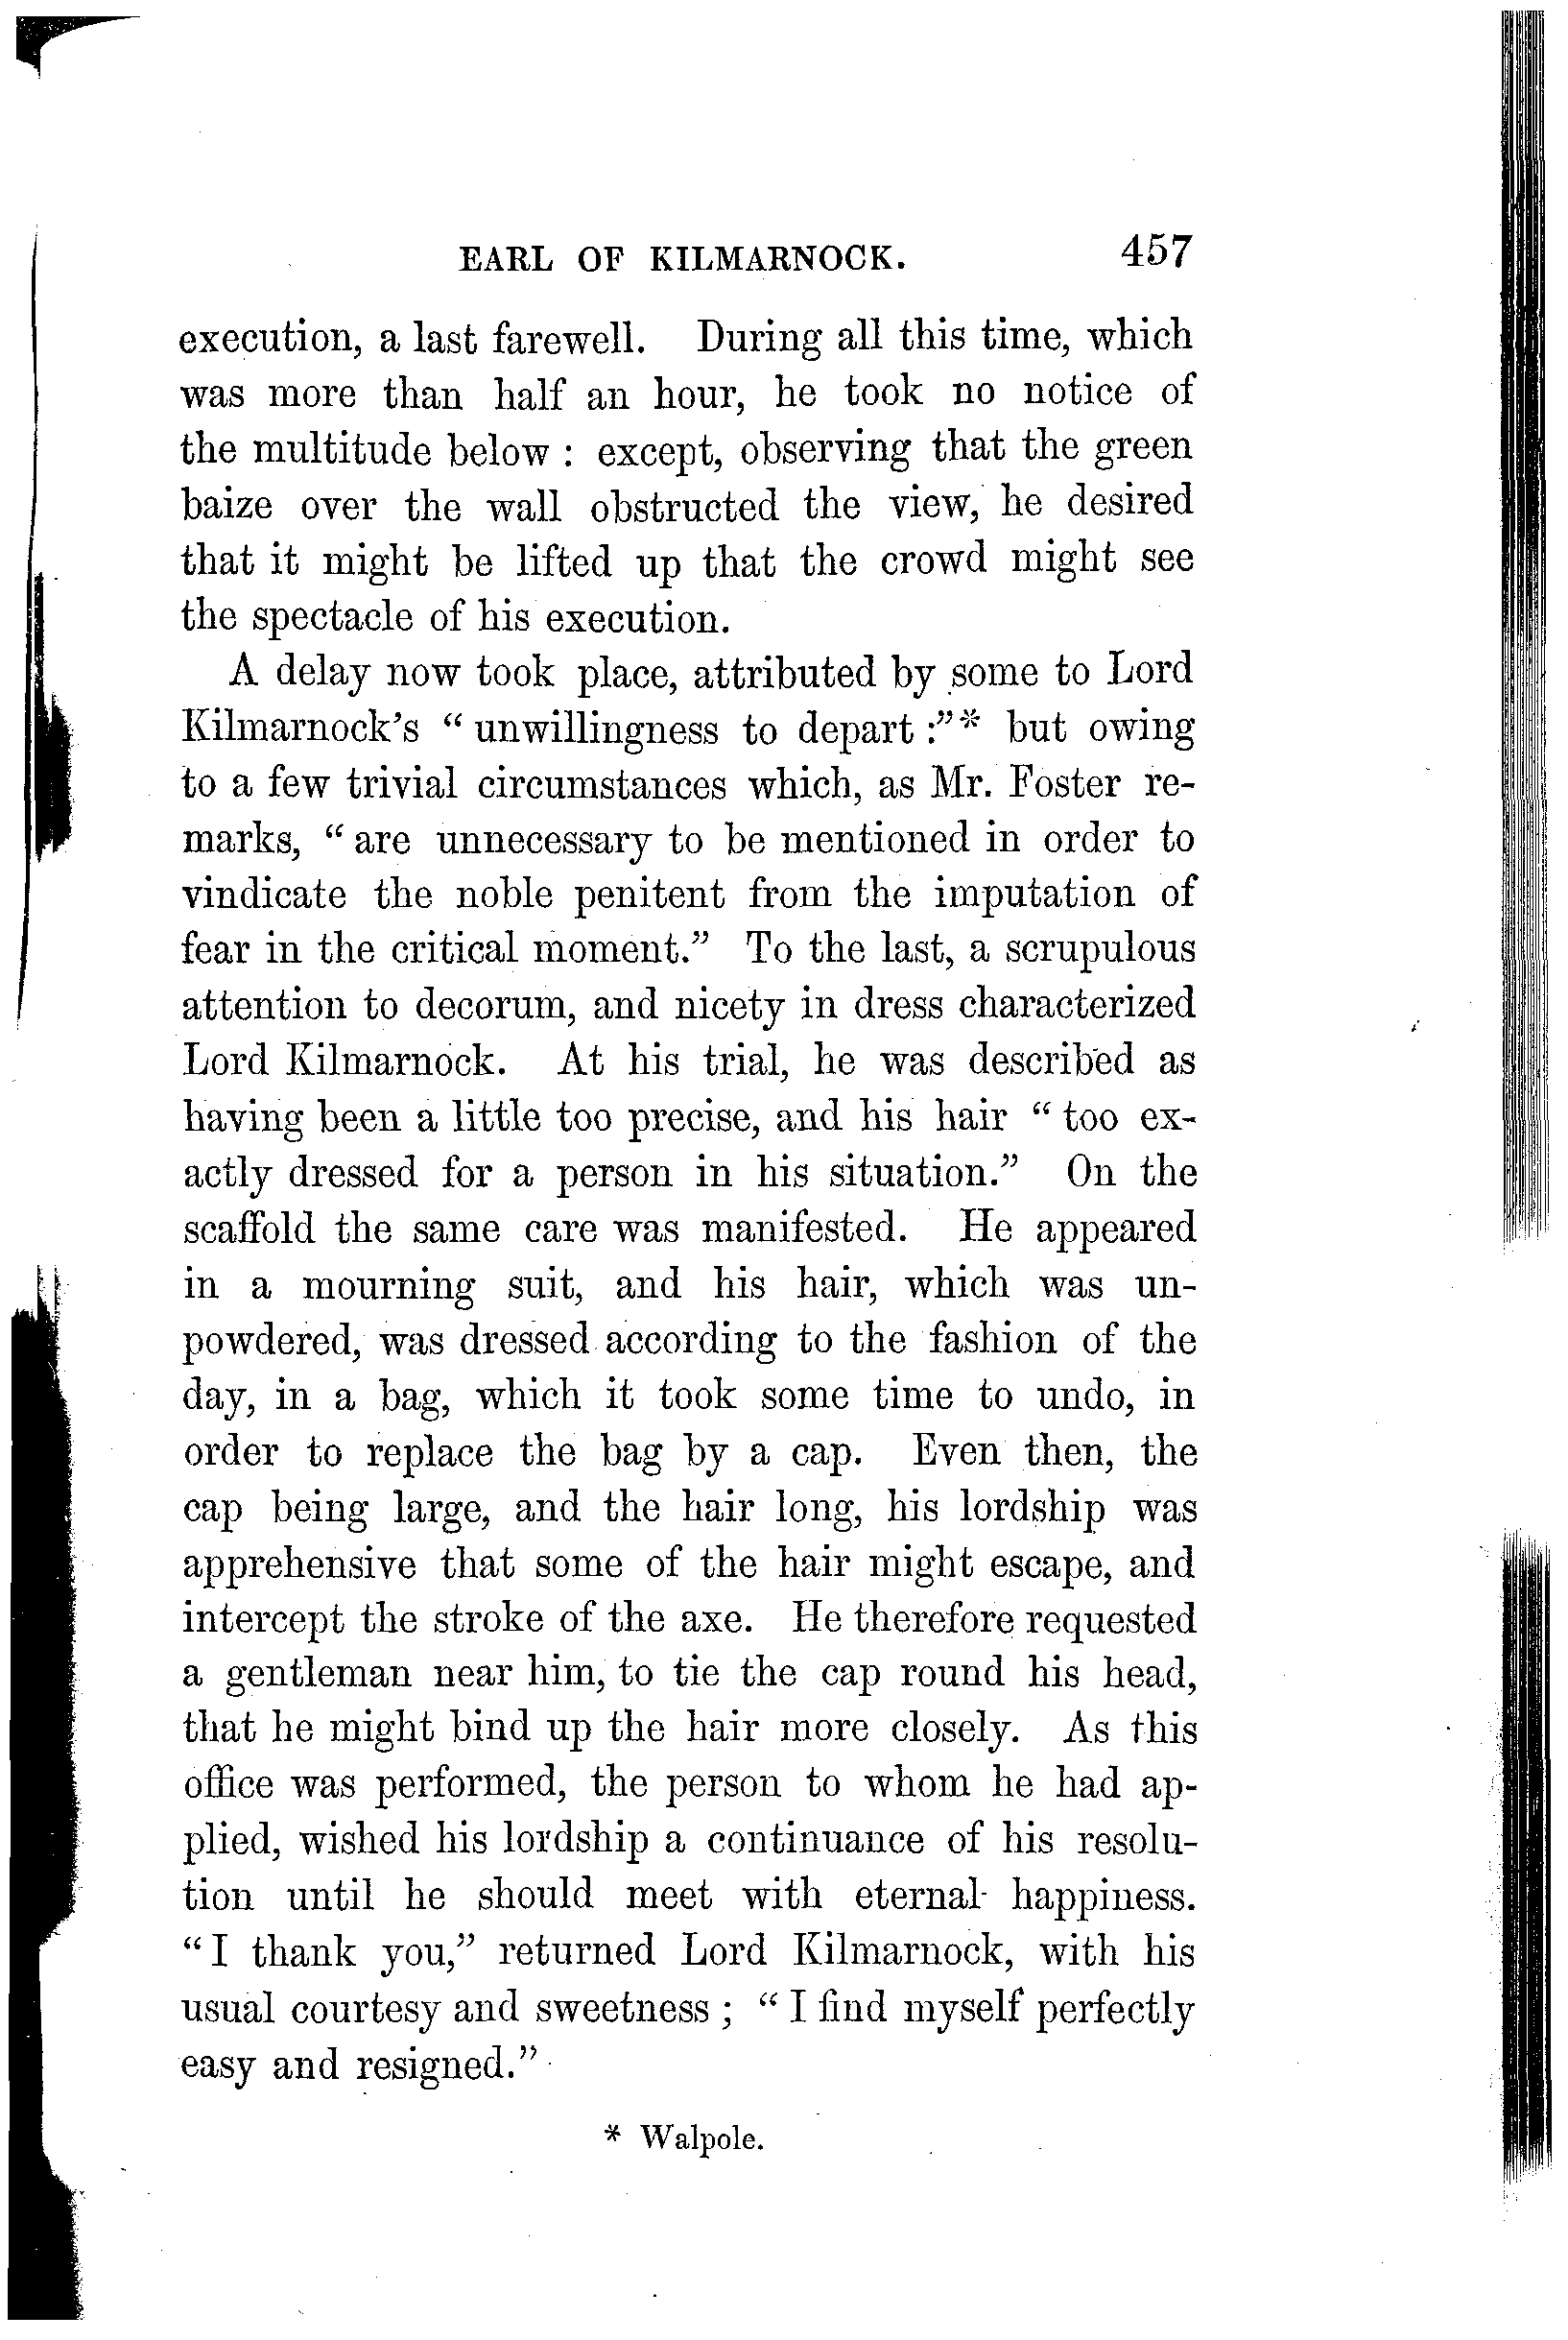 EARL OF KILMARNOCK. 457
execution, a last farewell. During all this time, which
was more than half an hour, he took no notice of
the multitude below : except, observing that the green
baize over the wall obstructed the view, he desired
that it might be lifted up that the crowd might see
the spectacle of his execution.
A delay now took place, attributed by some to Lord
Kilmarnock's " unwillingness to depart :"* but owing
to a few trivial circumstances which, as Mr. Foster re-
marks, " are unnecessary to be mentioned in order to
vindicate the noble penitent from the imputation of
fear in the critical moment." To the last, a scrupulous
attention to decorum, and nicety in dress characterized
Lord Kilmarnock. At his trial, he was described as
having been a little too precise, and his hair " too ex-
actly dressed for a person in his situation." On the
scaffold the same care was manifested. He appeared
in a mourning suit, and his hair, which was un-
powdered, was dressed according to the fashion of the
day, in a bag, which it took some time to undo, in
order to replace the bag by a cap. Even then, the
cap being large, and the hair long, his lordship was
apprehensive that some of the hair might escape, and
intercept the stroke of the axe. He therefore requested
a gentleman near him, to tie the cap round his head,
that he might bind up the hair more closely. As this
office was performed, the person to whom he had ap-
plied, wished his lordship a continuance of his resolu-
tion until he should meet with eternal happiness.
"I thank you," returned Lord Kilmarnock, with his
usual courtesy and sweetness ; " I find myself perfectly
easy and resigned."
* Walpole.